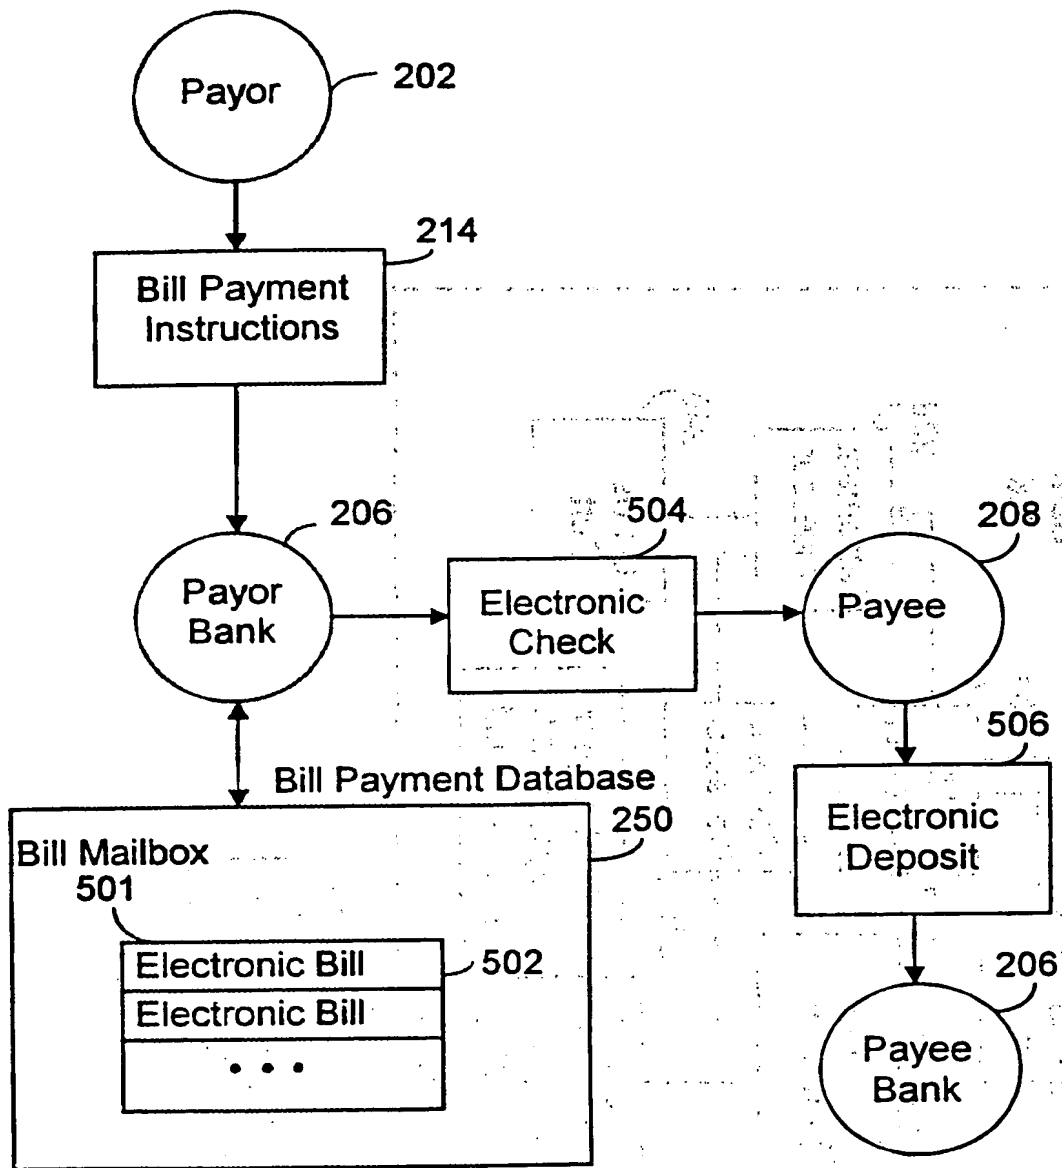 Payor
202
214
Bill Payment
Instructions
206
Payor
Bank
504
Electronic
Check
208
Payee
506
Electronic
Deposit
Bill Payment Database
250
Bill Mailbox
501
Electronic Bill
502
Electronic Bill
• • •
206
Payee
Bank